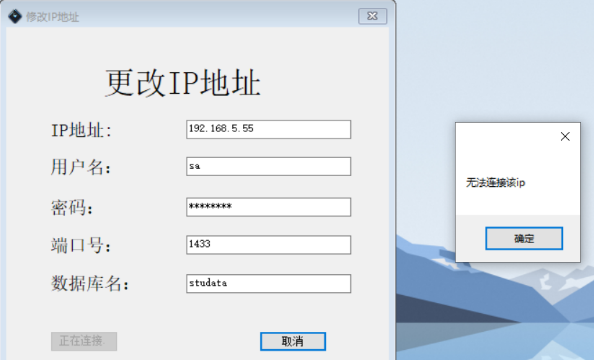 修改IP地址
更改IP地址
IP地址: 192.168.5.55
用户名: sa
密码: ********
端口号: 1433
数据库名: studata
正在连接 取消
无法连接该ip
确定